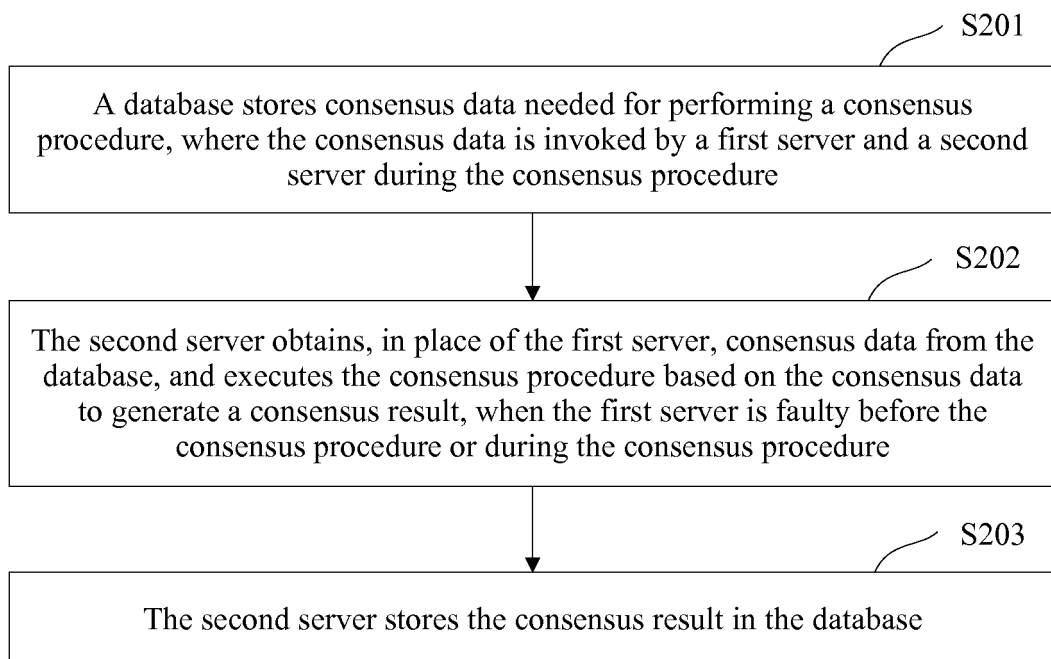 S201
A database stores consensus data needed for performing a consensus
procedure, where the consensus data is invoked by a first server and a second
server during the consensus procedure
S202
The second server obtains, in place of the first server, consensus data from the
database, and executes the consensus procedure based on the consensus data
to generate a consensus result, when the first server is faulty before the
consensus procedure or during the consensus procedure
S203
The second server stores the consensus result in the database